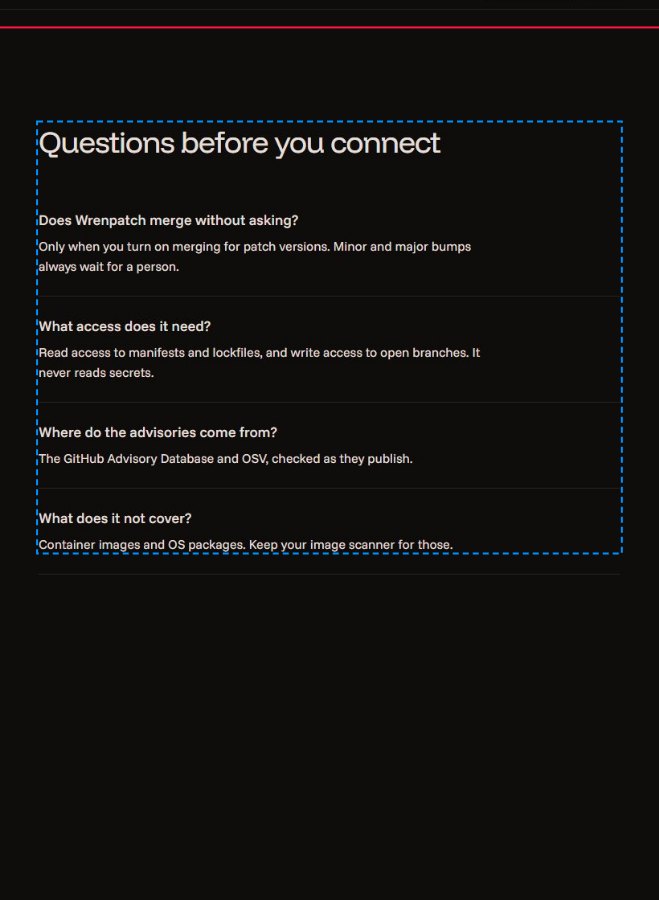 Questions before you connect
Does Wrenpatch merge without asking?
Only when you turn on merging for patch versions. Minor and major bumps
always wait for a person.
What access does it need?
Read access to manifests and lockfiles, and write access to open branches. It
never reads secrets.
Where do the advisories come from?
The GitHub Advisory Database and OSV, checked as they publish.
What does it not cover?
Container images and OS packages. Keep your image scanner for those.